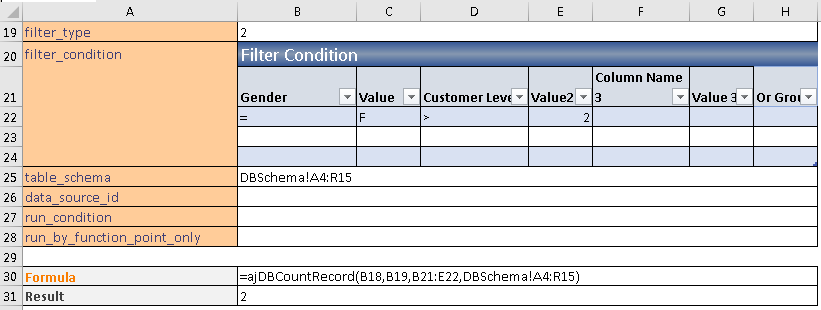 A B C D E F G H
19 filter_type 2
20 filter_condition Filter Condition
Column Name
21 Gender Value Customer Leve Value2 3 Value 3 Or Grou
22 = F > 2
23
24
25 table_schema DBSchema!A4:R15
26 data_source_id
27 run_condition
28 run_by_function_point_only
29
30 Formula =ajDBCountRecord(B18,B19,B21:E22,DBSchema!A4:R15)
31 Result 2